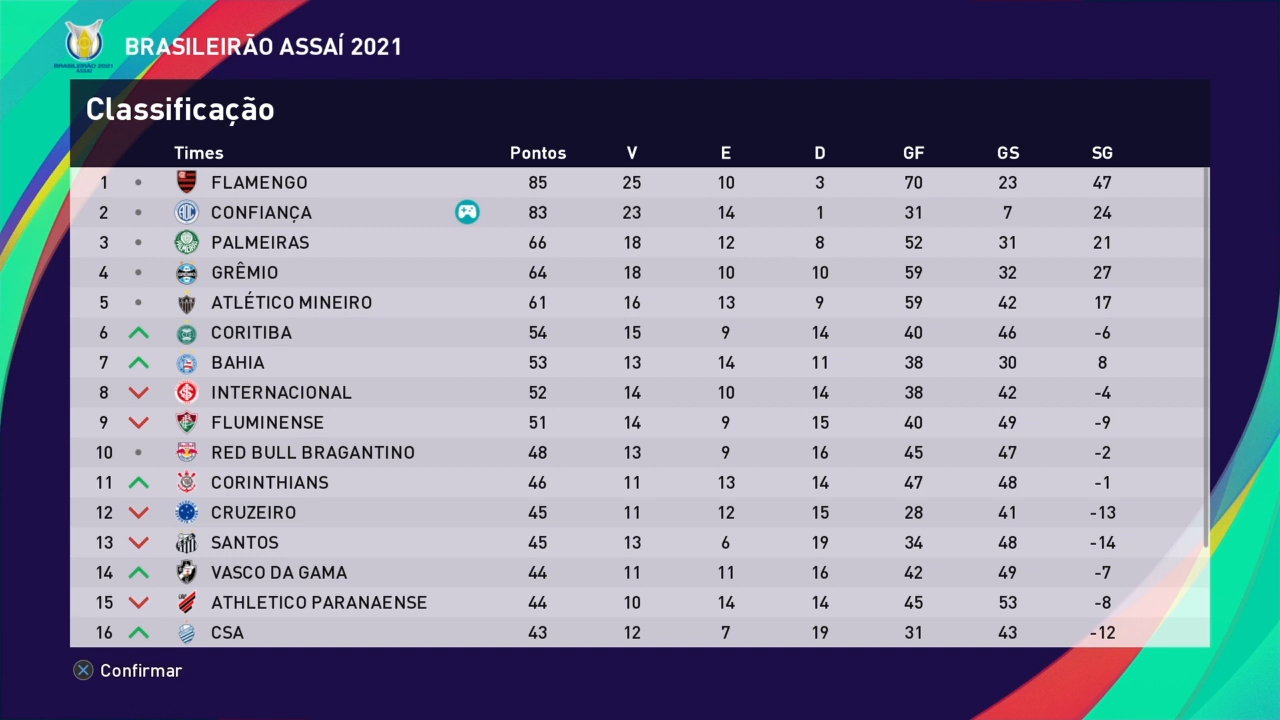 BRASILEIRÃO ASSAÍ 2021
BRASILEIRÃO 2021
ASSAÍ
Classificação
Times Pontos V E D GF GS SG
1 FLAMENGO 85 25 10 3 70 23 47
2 CONFIANÇA 83 23 14 1 31 7 24
3 PALMEIRAS 66 18 12 8 52 31 21
4 GRÊMIO 64 18 10 10 59 32 27
5 ATLÉTICO MINEIRO 61 16 13 9 59 42 17
6 CORITIBA 54 15 9 14 40 46 -6
7 BAHIA 53 13 14 11 38 30 8
8 INTERNACIONAL 52 14 10 14 38 42 -4
9 FLUMINENSE 51 14 9 15 40 49 -9
10 RED BULL BRAGANTINO 48 13 9 16 45 47 -2
11 CORINTHIANS 46 11 13 14 47 48 -1
12 CRUZEIRO 45 11 12 15 28 41 -13
13 SANTOS 45 13 6 19 34 48 -14
14 VASCO DA GAMA 44 11 11 16 42 49 -7
15 ATHLETICO PARANAENSE 44 10 14 14 45 53 -8
16 CSA 43 12 7 19 31 43 -12
Confirmar